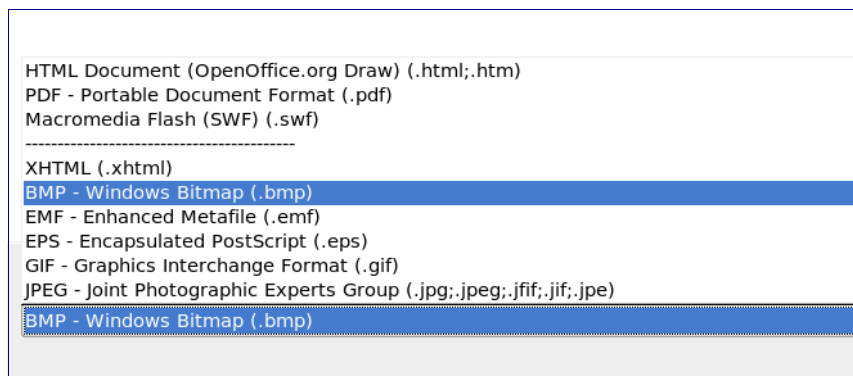 HTML Document (OpenOffice.org Draw) (.html;.htm)
PDF - Portable Document Format (.pdf)
Macromedia Flash (SWF) (.swf)
------------------------------------------
XHTML (.xhtml)
BMP - Windows Bitmap (.bmp)
EMF - Enhanced Metafile (.emf)
EPS - Encapsulated PostScript (.eps)
GIF - Graphics Interchange Format (.gif)
JPEG - Joint Photographic Experts Group (.jpg;.jpeg;.jfif;.jif;.jpe)
BMP - Windows Bitmap (.bmp)